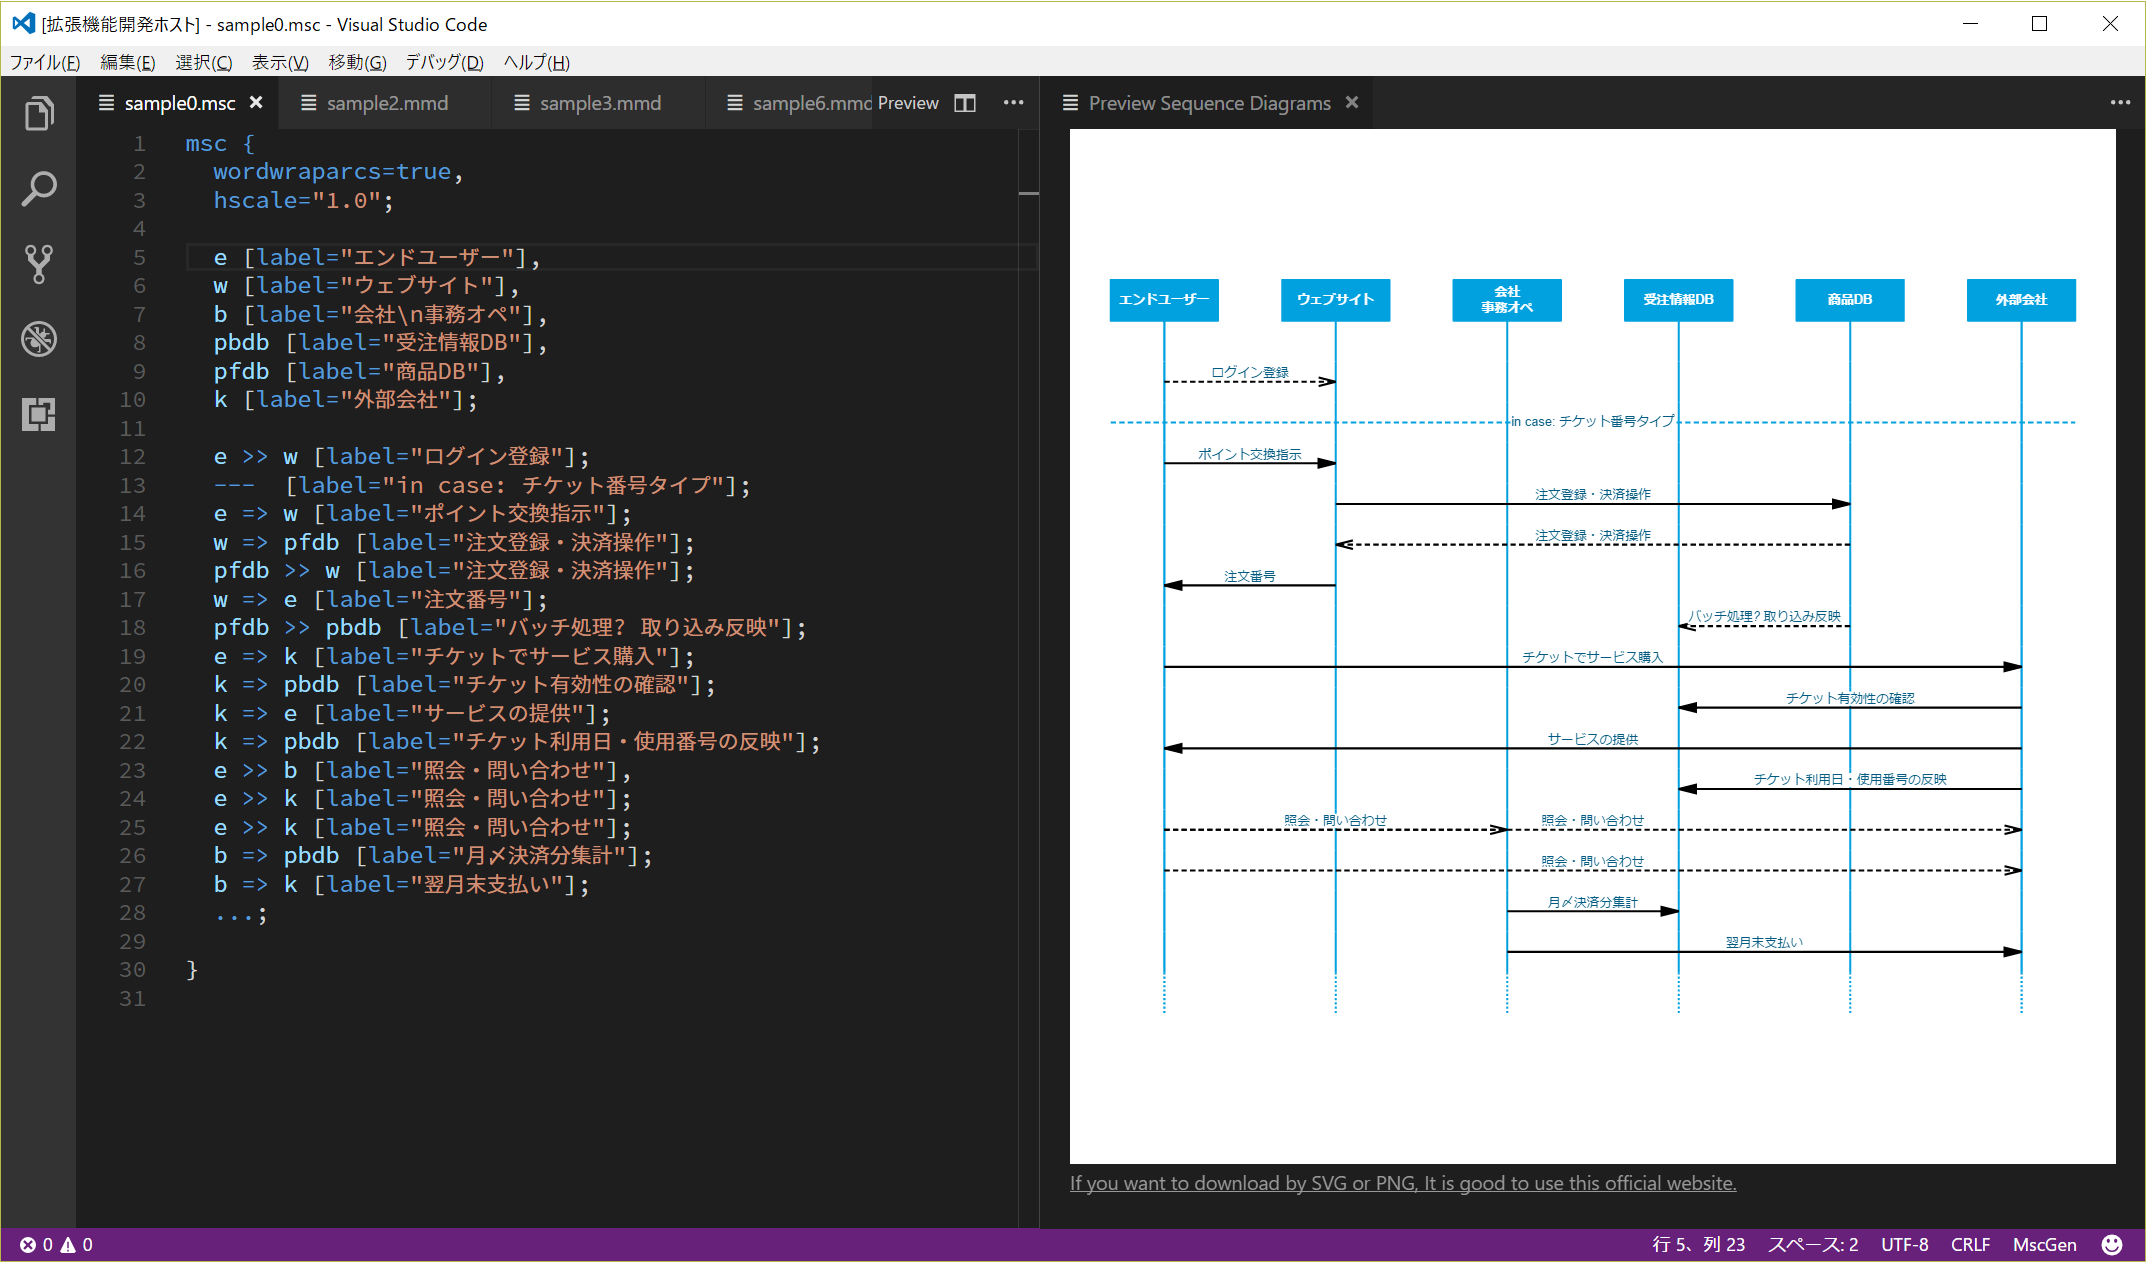 [拡張機能開発ホスト] - sample0.msc - Visual Studio Code
ファイル(F) 編集(E) 選択(C) 表示(V) 移動(G) デバッグ(D) ヘルプ(H)
sample0.msc sample2.mmd sample3.mmd sample6.mmd Preview
1 msc {
2 wordwraparcs=true,
3 hscale="1.0";
4
5 e [label="エンドユーザー"],
6 w [label="ウェブサイト"],
7 b [label="会社\n事務オペ"],
8 pbdb [label="受注情報DB"],
9 pfdb [label="商品DB"],
10 k [label="外部会社"];
11
12 e >> w [label="ログイン登録"];
13 --- [label="in case: チケット番号タイプ"];
14 e => w [label="ポイント交換指示"];
15 w => pfdb [label="注文登録・決済操作"];
16 pfdb >> w [label="注文登録・決済操作"];
17 w => e [label="注文番号"];
18 pfdb >> pbdb [label="バッチ処理? 取り込み反映"];
19 e => k [label="チケットでサービス購入"];
20 k => pbdb [label="チケット有効性の確認"];
21 k => e [label="サービスの提供"];
22 k => pbdb [label="チケット利用日・使用番号の反映"];
23 e >> b [label="照会・問い合わせ"],
24 e >> k [label="照会・問い合わせ"];
25 e >> k [label="照会・問い合わせ"];
26 b => pbdb [label="月〆決済分集計"];
27 b => k [label="翌月末支払い"];
28 ...;
29
30 }
31
Preview Sequence Diagrams
エンドユーザー
ウェブサイト
会社
事務オペ
受注情報DB
商品DB
外部会社
ログイン登録
in case: チケット番号タイプ
ポイント交換指示
注文登録・決済操作
注文登録・決済操作
注文番号
バッチ処理? 取り込み反映
チケットでサービス購入
チケット有効性の確認
サービスの提供
チケット利用日・使用番号の反映
照会・問い合わせ 照会・問い合わせ
照会・問い合わせ
月〆決済分集計
翌月末支払い
If you want to download by SVG or PNG, It is good to use this official website.
0 0
行 5、列 23 スペース: 2 UTF-8 CRLF MscGen